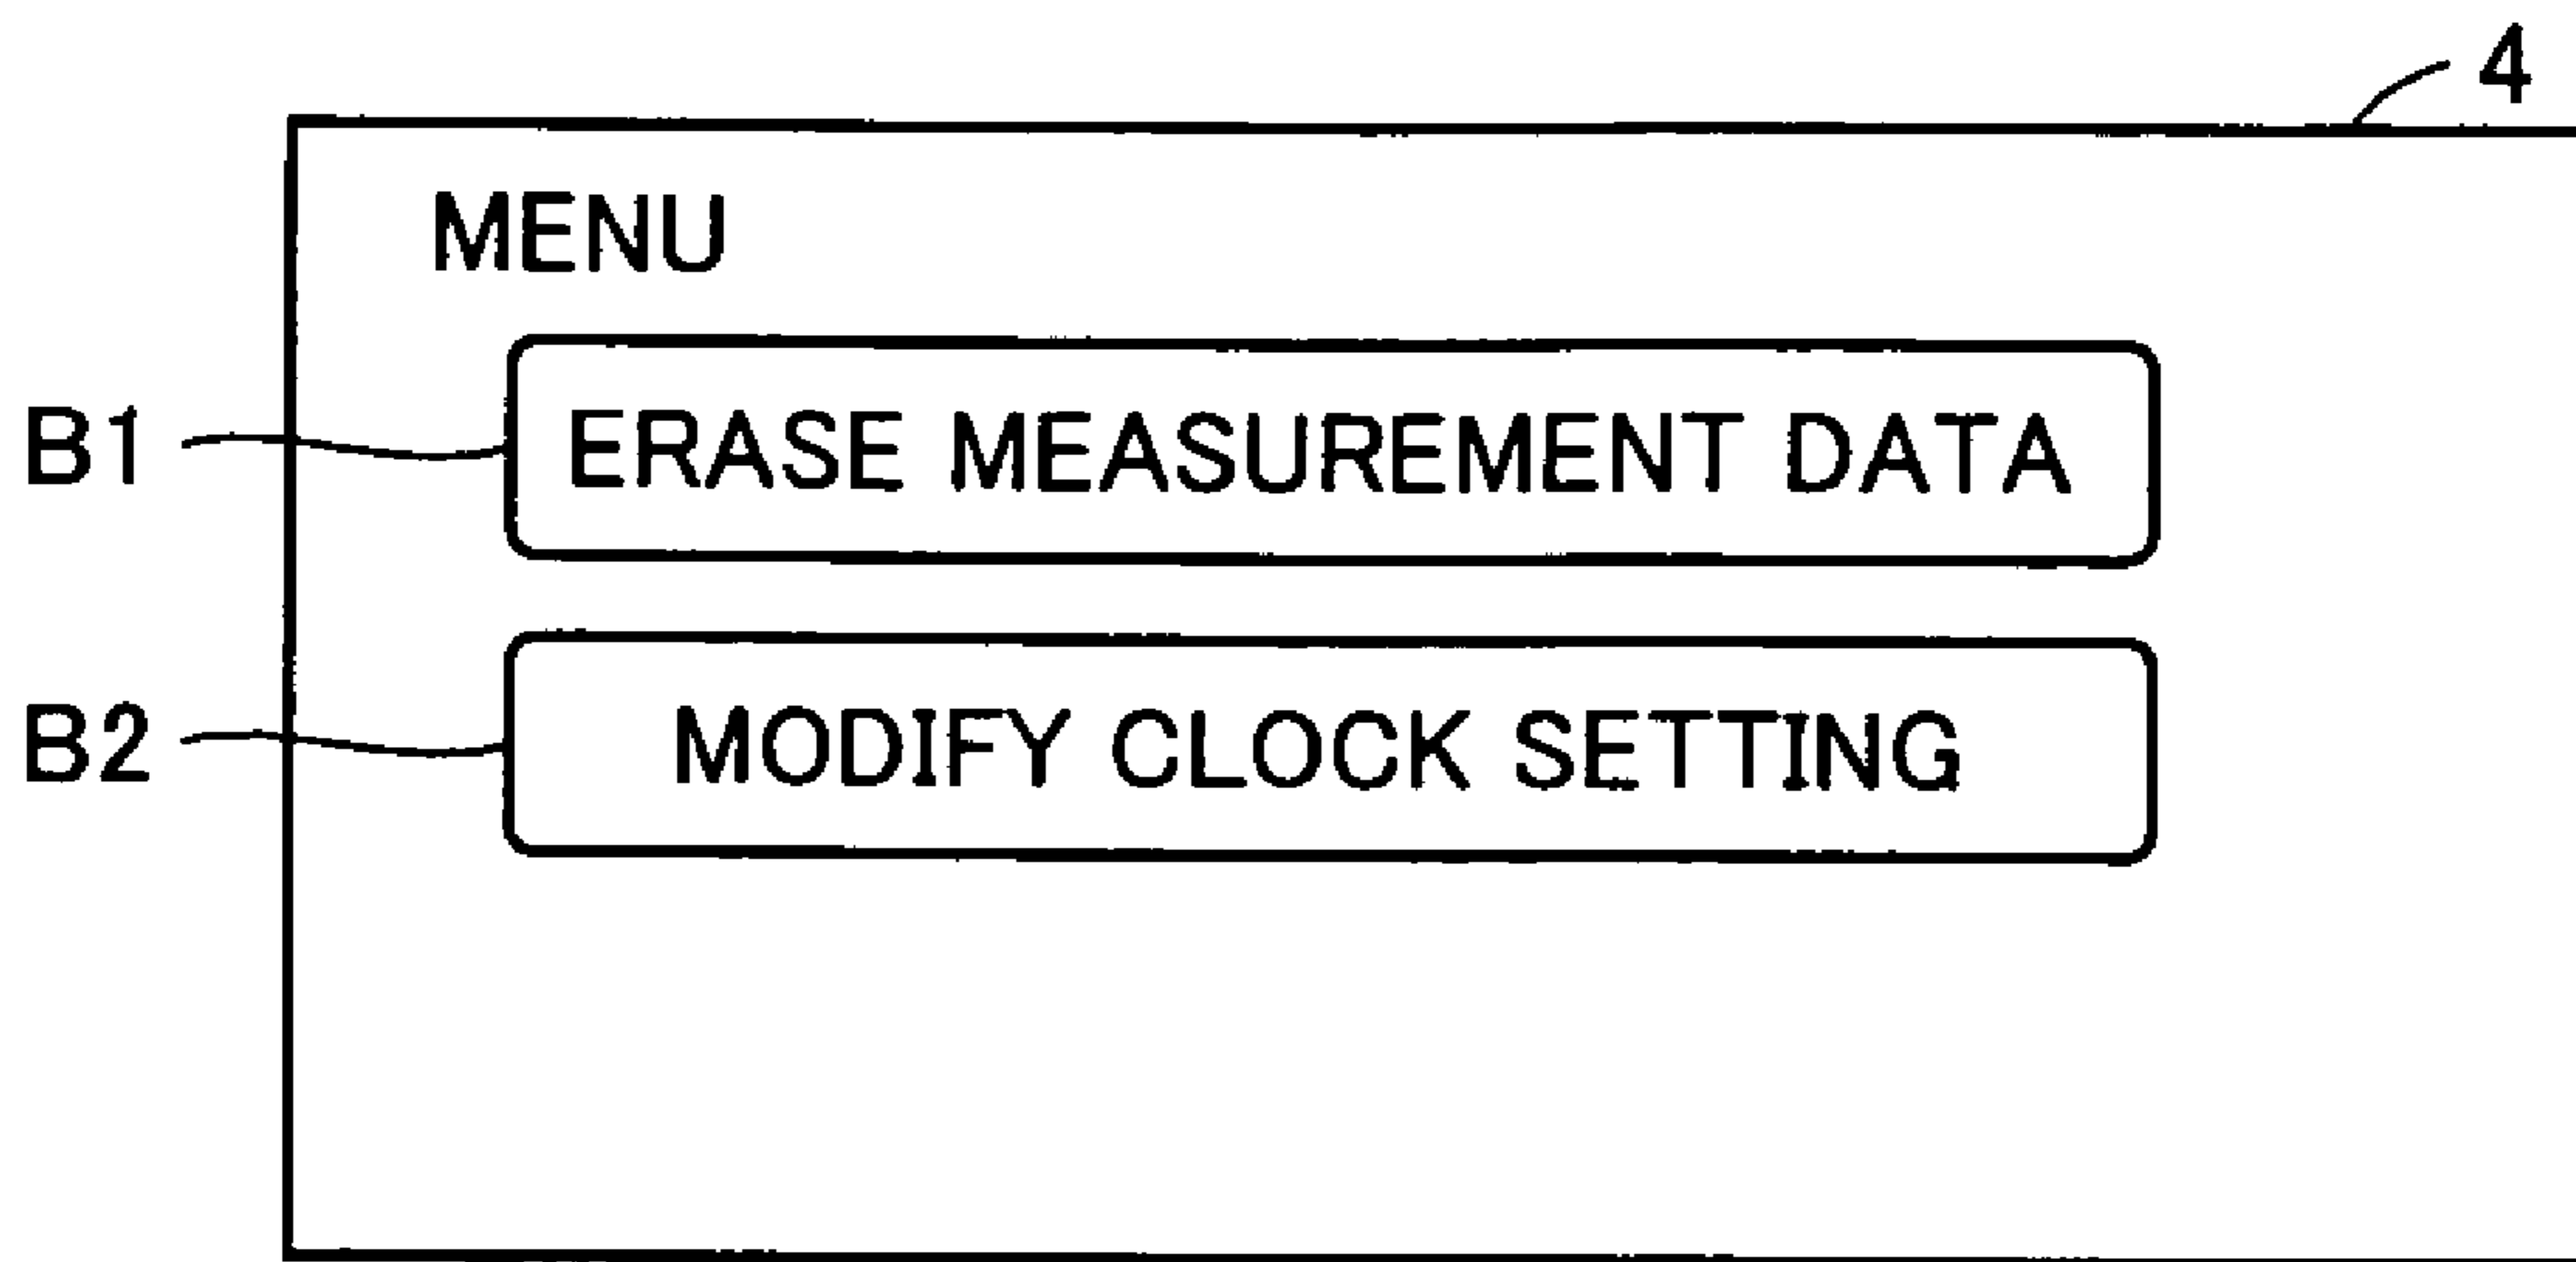 4
MENU
B1 ERASE MEASUREMENT DATA
B2 MODIFY CLOCK SETTING